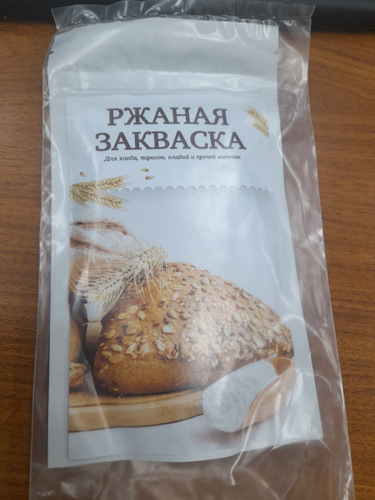 РЖАНАЯ
ЗАКВАСКА
Для хлеба, пирогов, оладий и прочей выпечки